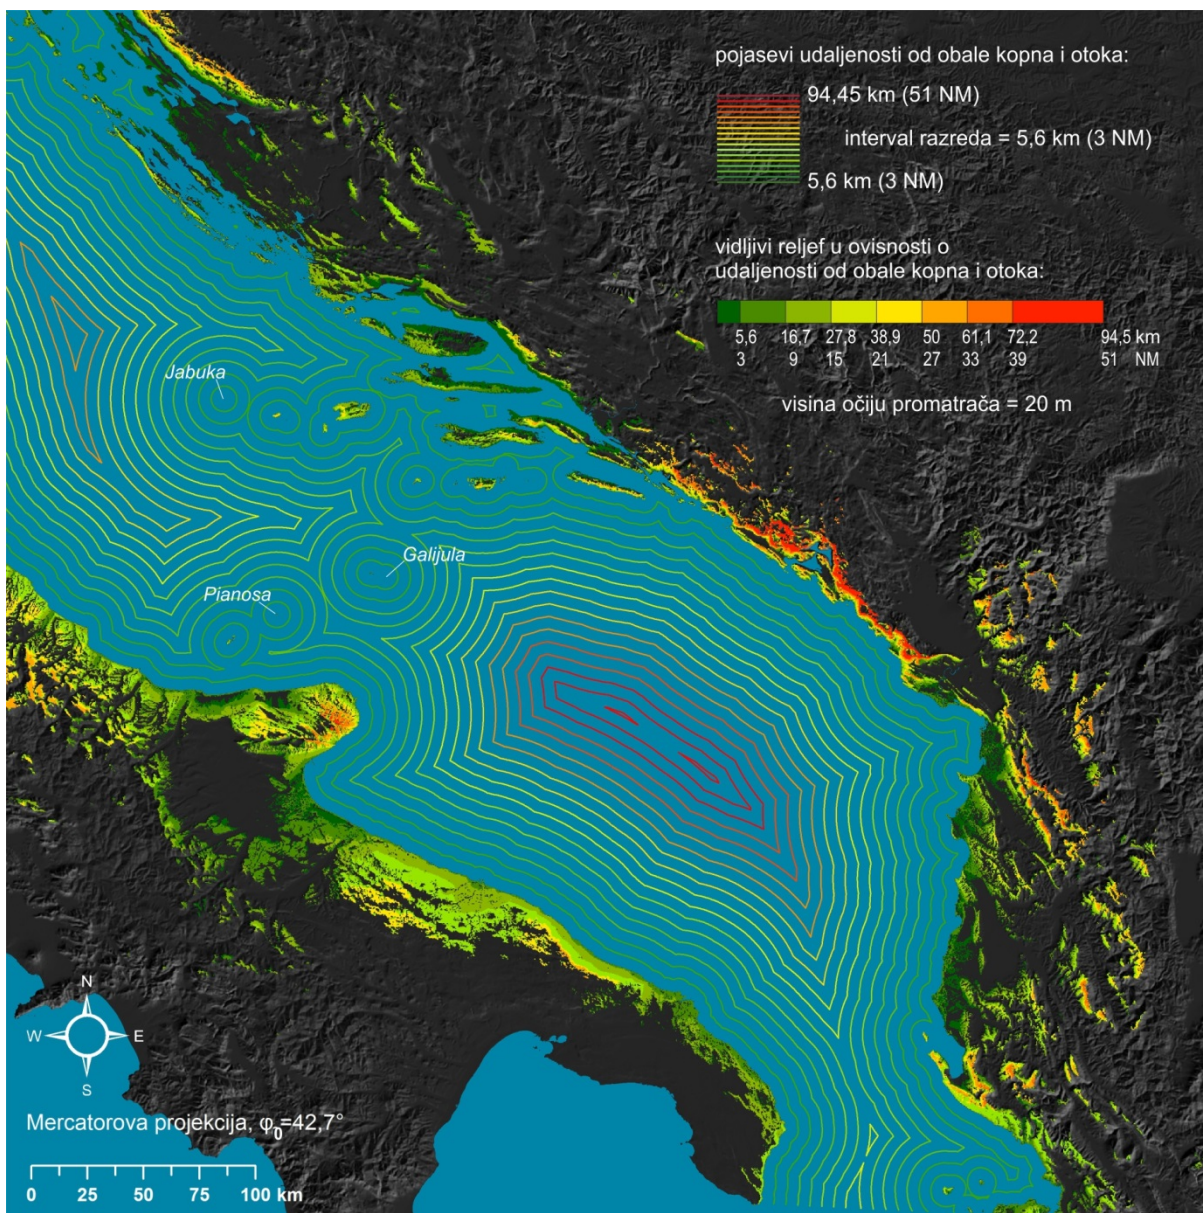 pojasevi udaljenosti od obale kopna i otoka:
94,45 km (51 NM)
interval razreda = 5,6 km (3 NM)
5,6 km (3 NM)
vidljivi reljef u ovisnosti o
udaljenosti od obale kopna i otoka:
5,6 16,7 27,8 38,9 50 61,1 72,2 94,5 km
3 9 15 21 27 33 39 51 NM
visina očiju promatrača = 20 m
Jabuka
Galijula
Pianosa
N
W E
S
Mercatorova projekcija, φ₀=42,7°
0 25 50 75 100 km